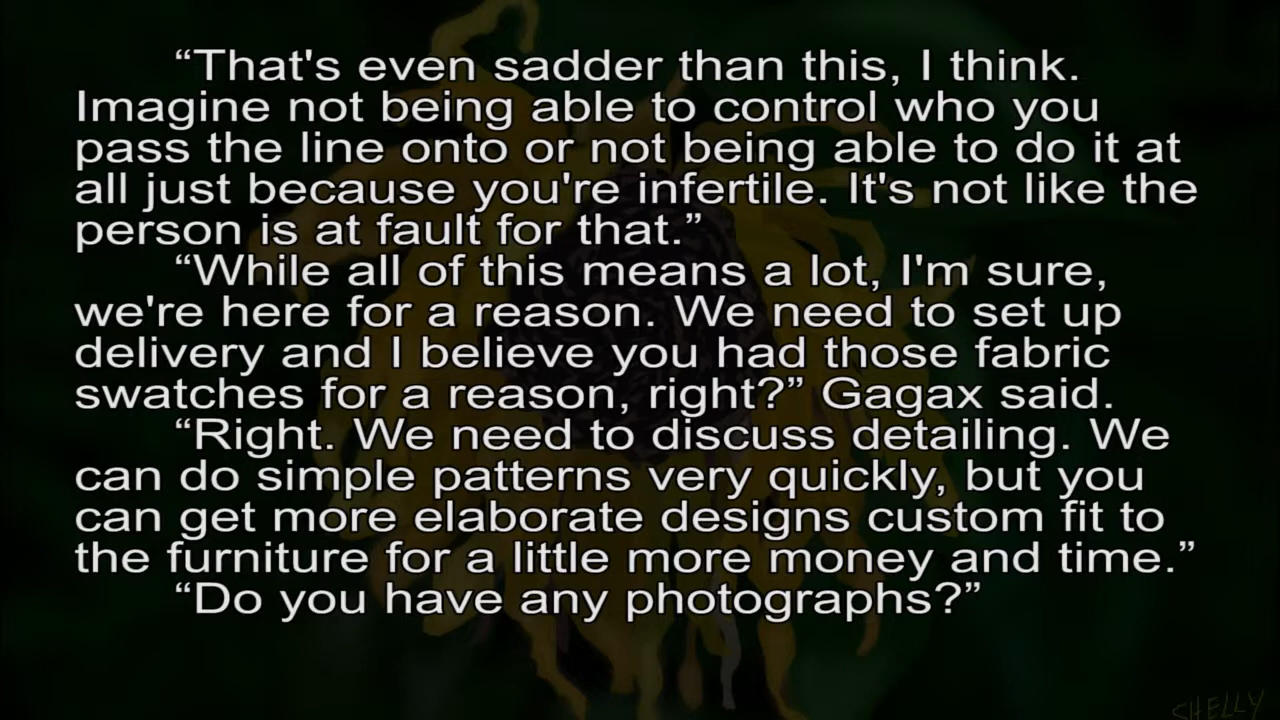 “That's even sadder than this, I think.
Imagine not being able to control who you
pass the line onto or not being able to do it at
all just because you're infertile. It's not like the
person is at fault for that.”
“While all of this means a lot, I'm sure,
we're here for a reason. We need to set up
delivery and I believe you had those fabric
swatches for a reason, right?” Gagax said.
“Right. We need to discuss detailing. We
can do simple patterns very quickly, but you
can get more elaborate designs custom fit to
the furniture for a little more money and time.”
“Do you have any photographs?”
SHELLY